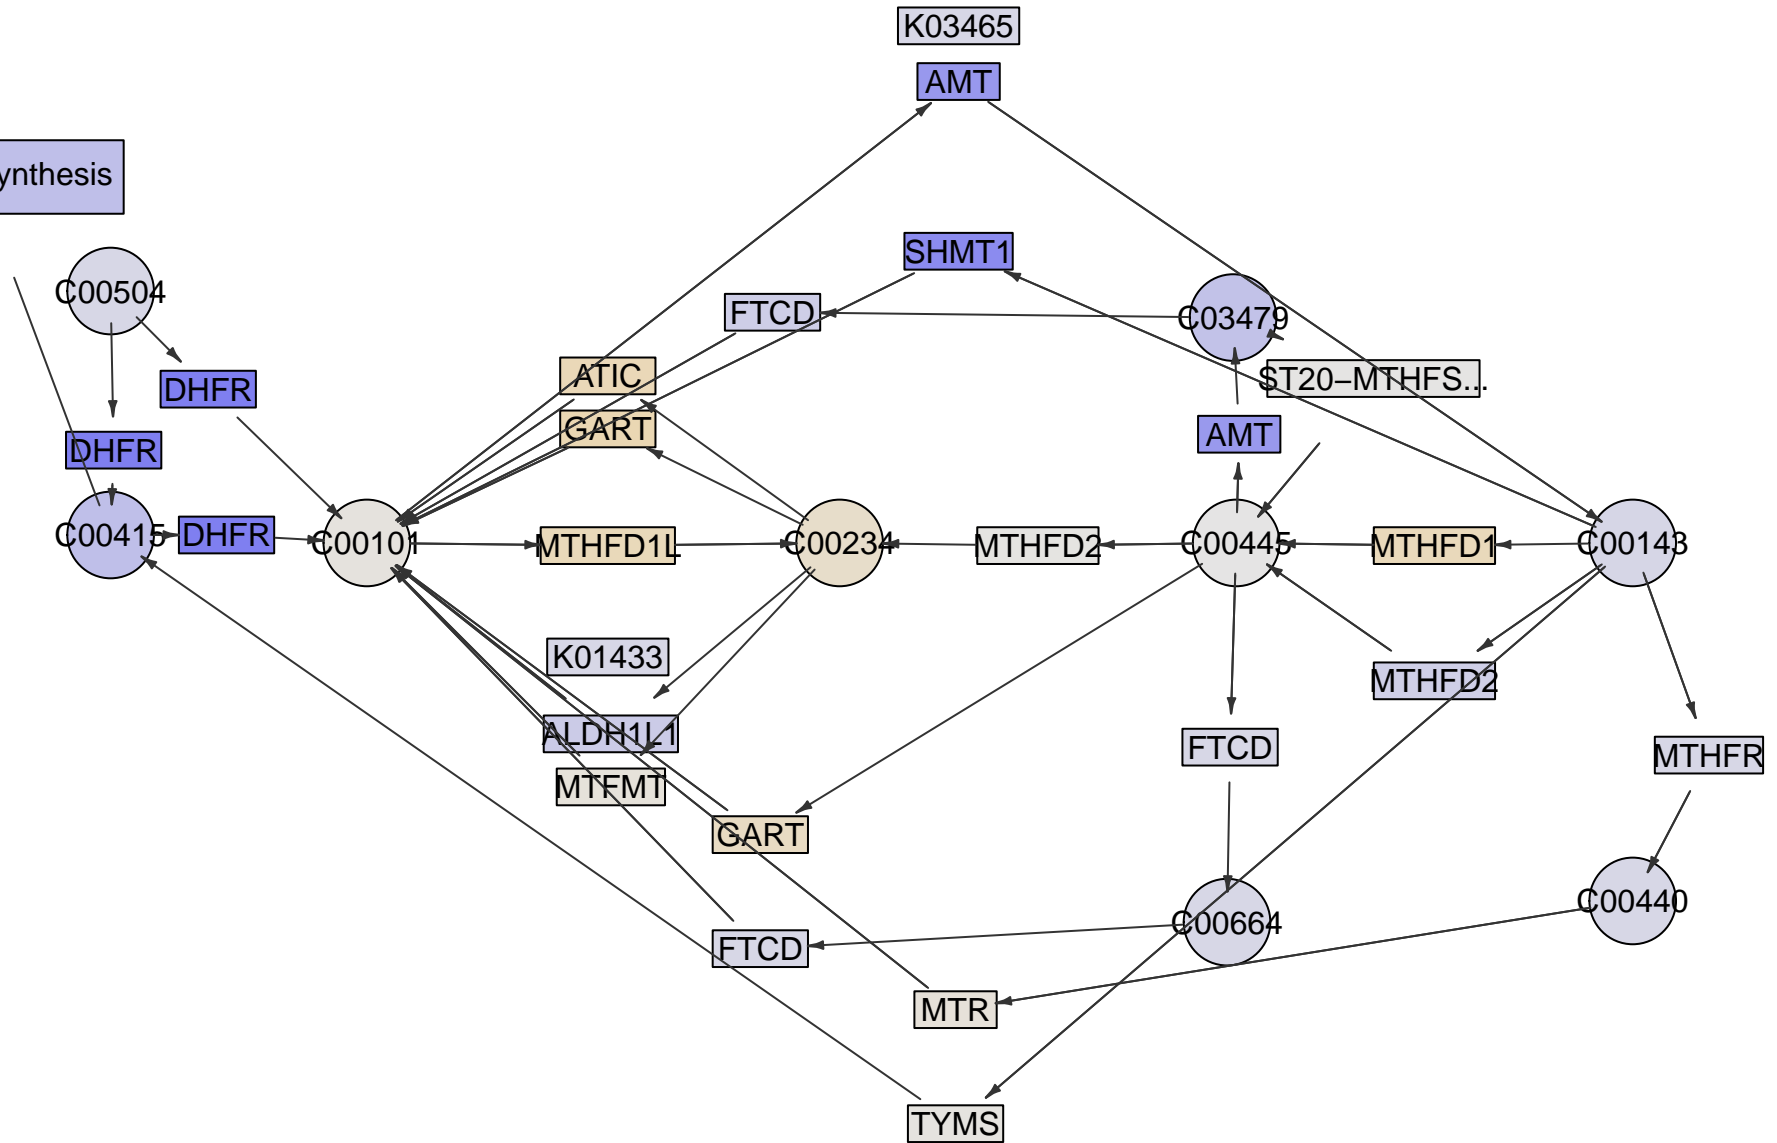 K03465
AMT
ynthesis
SHMT1
C00504
FTCD
C03479
ATIC
ST20−MTHFS...
DHFR
GART
AMT
DHFR
C00415
DHFR
C00101
MTHFD1L
C00234
MTHFD2
C00445
MTHFD1
C00143
K01433
MTHFD2
ALDH1L1
FTCD
MTHFR
MTFMT
GART
C00440
C00664
FTCD
MTR
TYMS